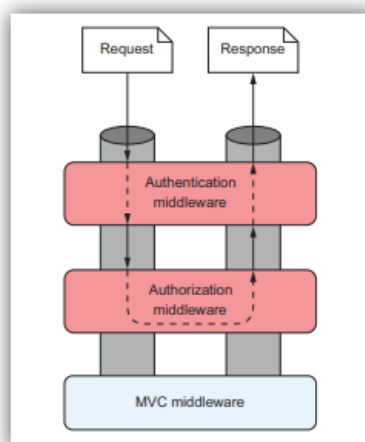 Request
Response
Authentication
middleware
Authorization
middleware
MVC middleware